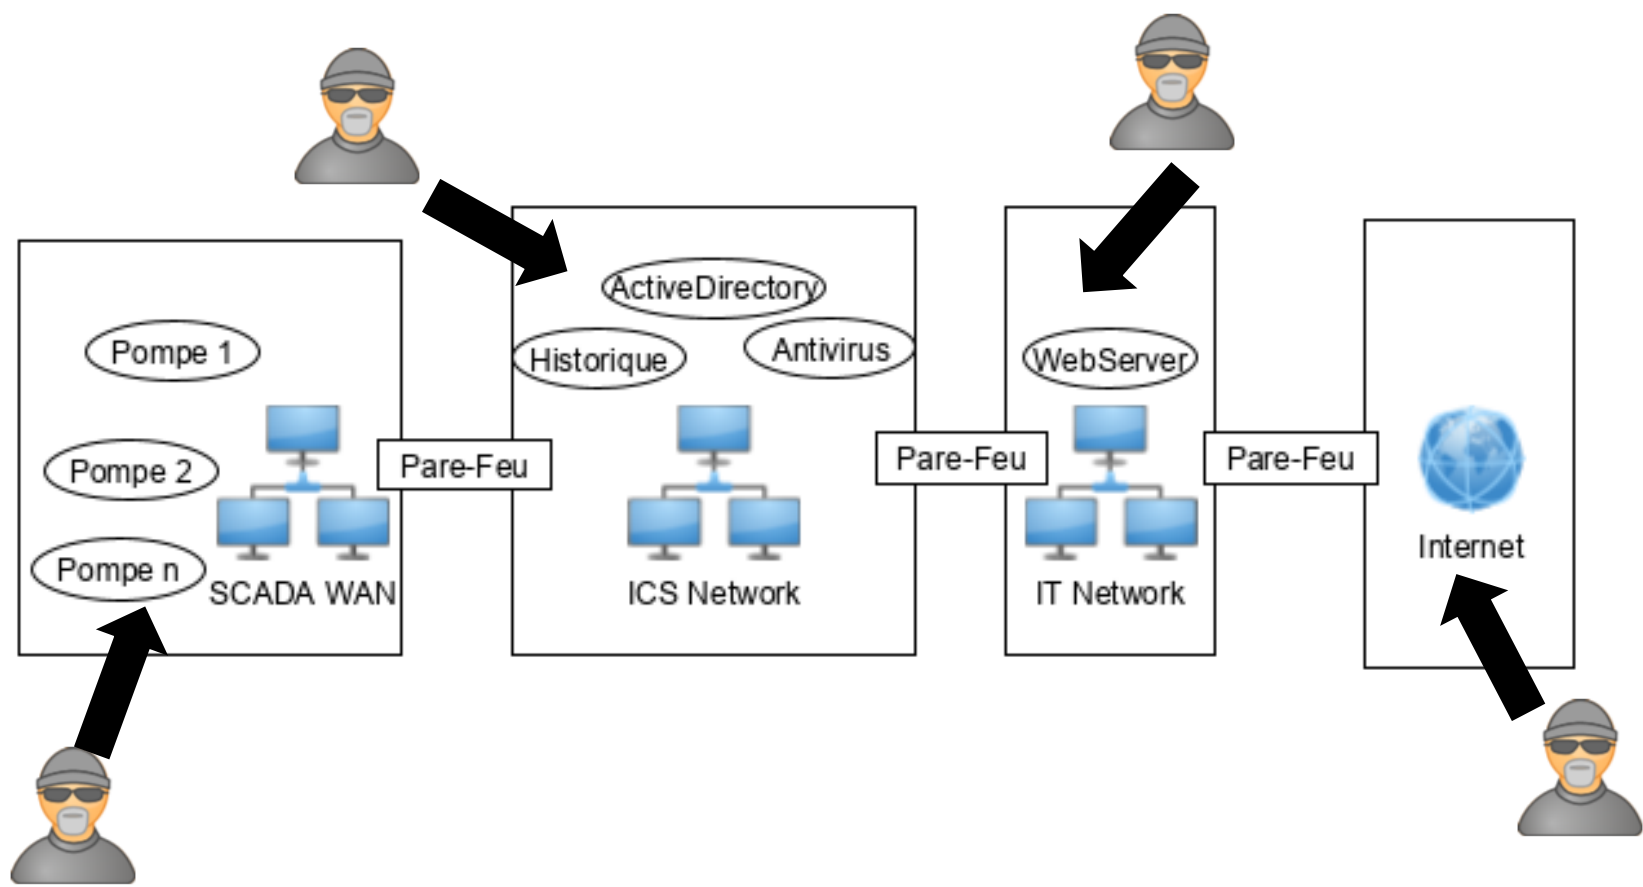 Pompe 1
Pompe 2
Pompe n
SCADA WAN
Pare-Feu
ActiveDirectory
Historique
Antivirus
ICS Network
Pare-Feu
WebServer
IT Network
Pare-Feu
Internet